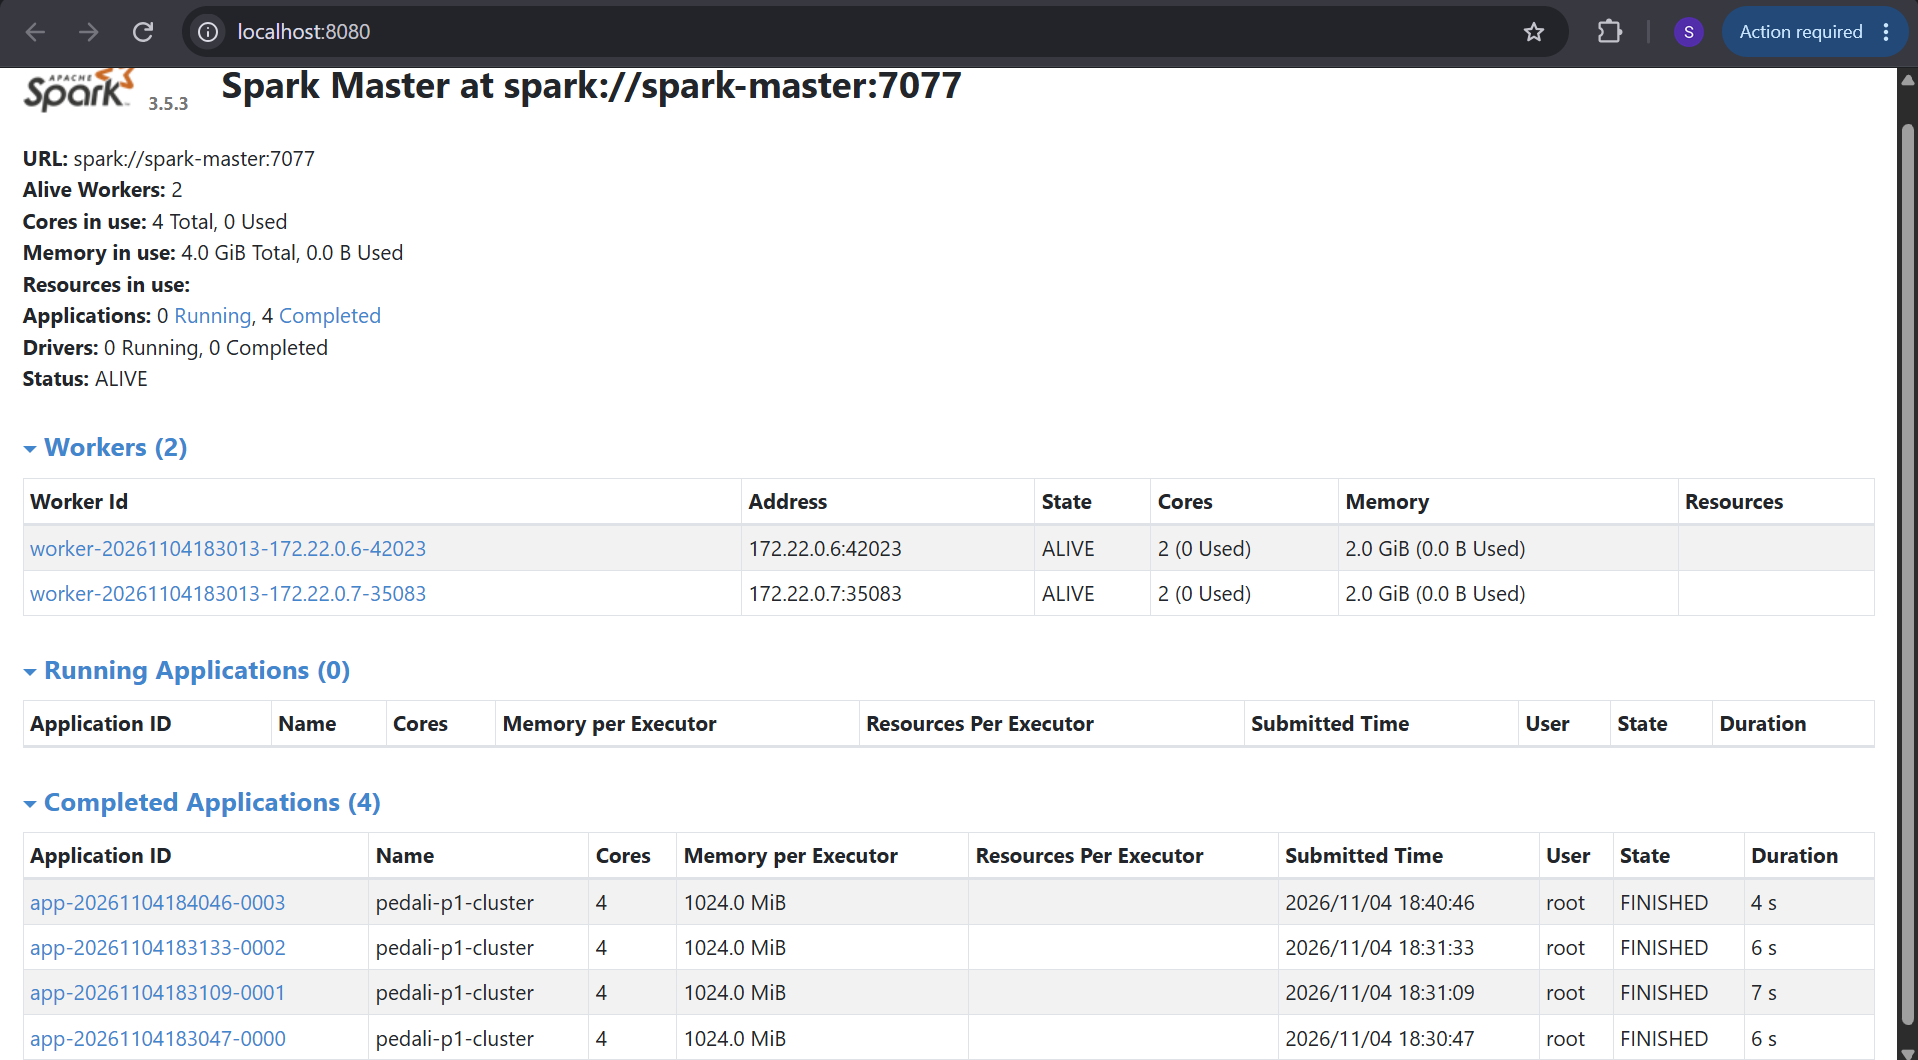 localhost:8080
S
Action required
APACHE
Spark
3.5.3
Spark Master at spark://spark-master:7077
URL: spark://spark-master:7077
Alive Workers: 2
Cores in use: 4 Total, 0 Used
Memory in use: 4.0 GiB Total, 0.0 B Used
Resources in use:
Applications: 0 Running, 4 Completed
Drivers: 0 Running, 0 Completed
Status: ALIVE
Workers (2)
Worker Id Address State Cores Memory Resources
worker-20261104183013-172.22.0.6-42023 172.22.0.6:42023 ALIVE 2 (0 Used) 2.0 GiB (0.0 B Used)
worker-20261104183013-172.22.0.7-35083 172.22.0.7:35083 ALIVE 2 (0 Used) 2.0 GiB (0.0 B Used)
Running Applications (0)
Application ID Name Cores Memory per Executor Resources Per Executor Submitted Time User State Duration
Completed Applications (4)
Application ID Name Cores Memory per Executor Resources Per Executor Submitted Time User State Duration
app-20261104184046-0003 pedali-p1-cluster 4 1024.0 MiB 2026/11/04 18:40:46 root FINISHED 4 s
app-20261104183133-0002 pedali-p1-cluster 4 1024.0 MiB 2026/11/04 18:31:33 root FINISHED 6 s
app-20261104183109-0001 pedali-p1-cluster 4 1024.0 MiB 2026/11/04 18:31:09 root FINISHED 7 s
app-20261104183047-0000 pedali-p1-cluster 4 1024.0 MiB 2026/11/04 18:30:47 root FINISHED 6 s